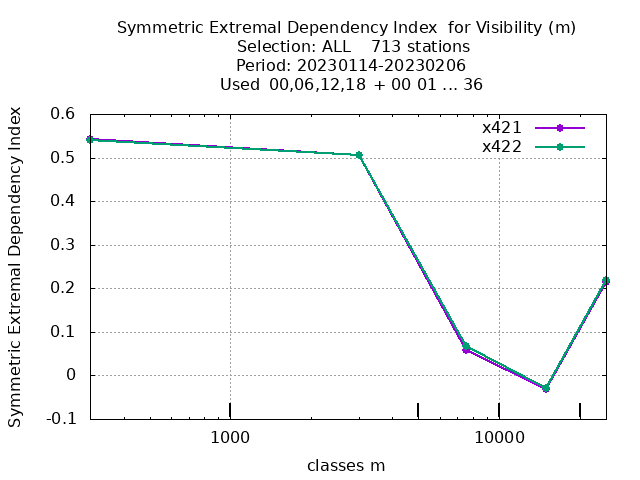 Symmetric Extremal Dependency Index  for Visibility (m)
Selection: ALL    713 stations
Period: 20230114-20230206
Used  00,06,12,18  + 00 01 ... 36
Symmetric Extremal Dependency Index
0.6
0.5
0.4
0.3
0.2
0.1
0
-0.1
x421
x422
1000
10000
classes m